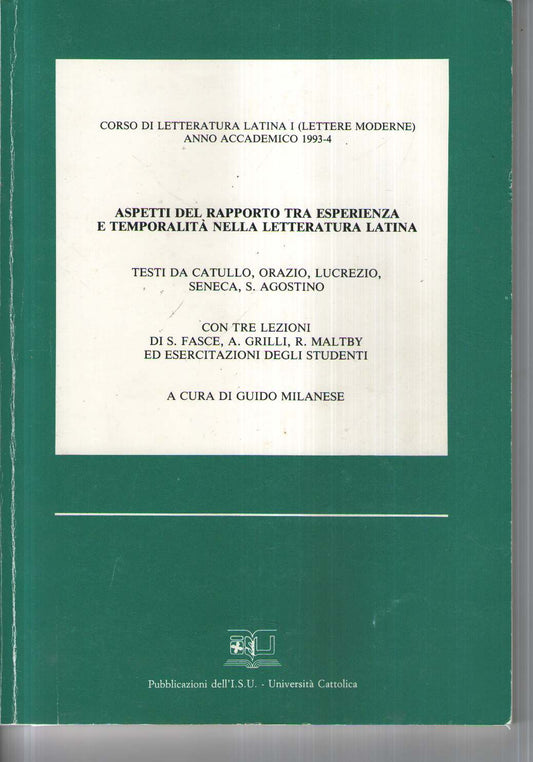 CORSO DI LETTERATURA LATINA I (LETTERE MODERNE)
ANNO ACCADEMICO 1993-4
ASPETTI DEL RAPPORTO TRA ESPERIENZA
E TEMPORALITÀ NELLA LETTERATURA LATINA
TESTI DA CATULLO, ORAZIO, LUCREZIO,
SENECA, S. AGOSTINO
CON TRE LEZIONI
DI S. FASCE, A. GRILLI, R. MALTBY
ED ESERCITAZIONI DEGLI STUDENTI
A CURA DI GUIDO MILANESE
ISU
Pubblicazioni dell'I.S.U. - Università Cattolica